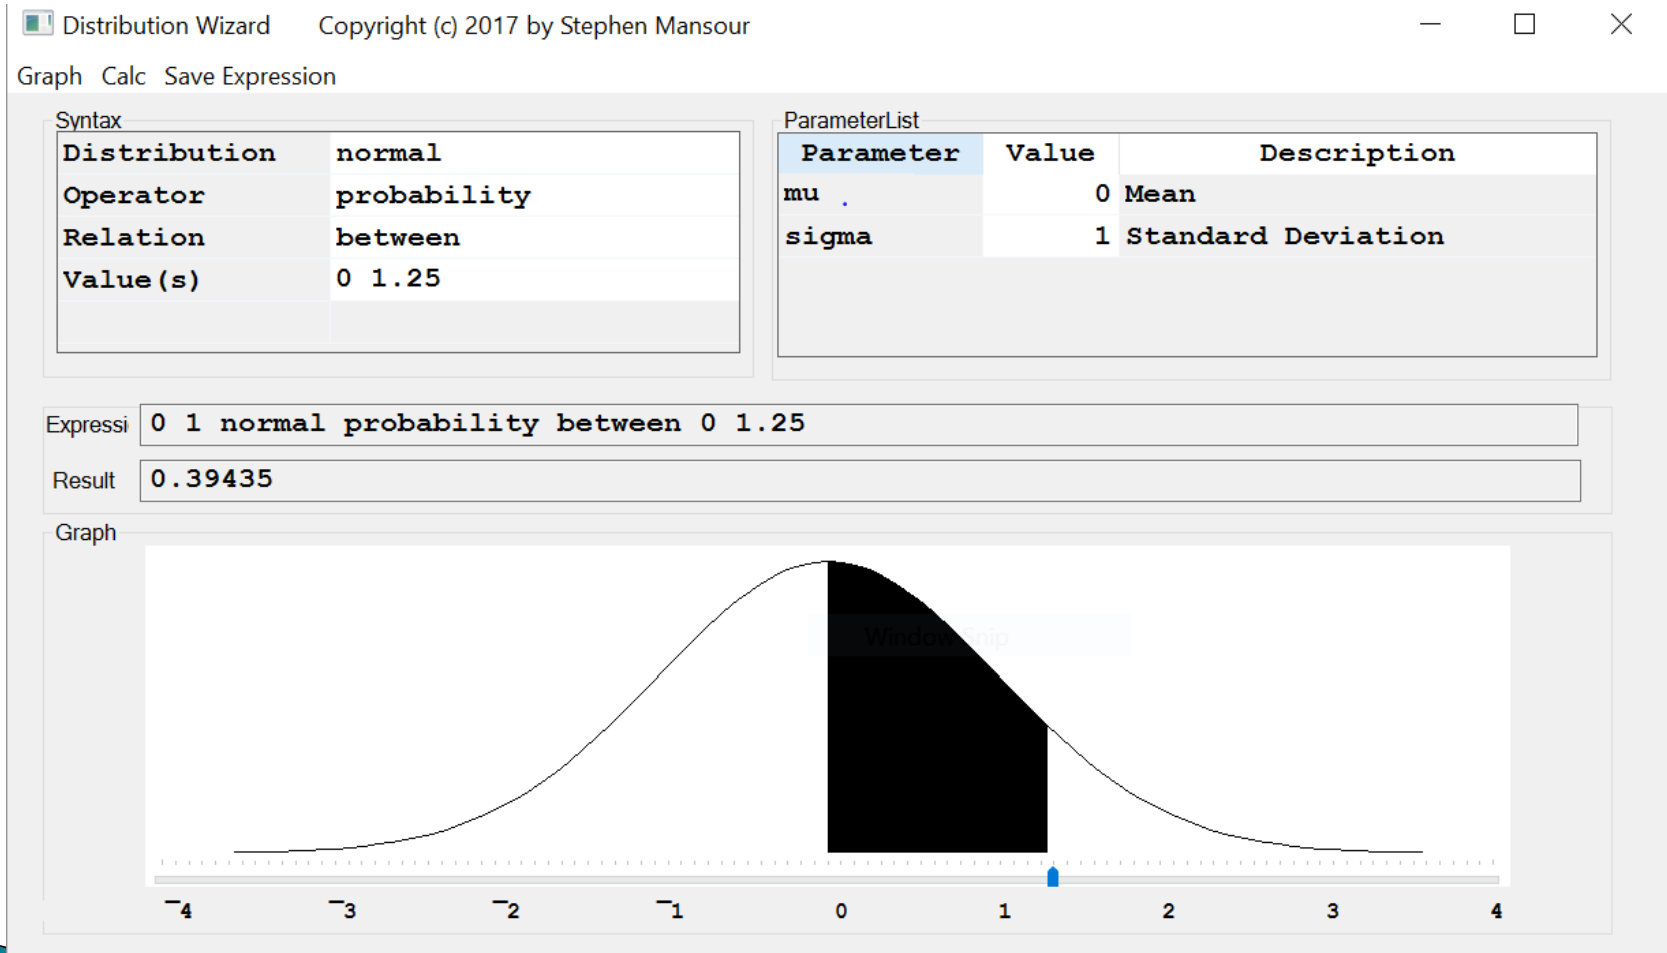 Distribution Wizard Copyright (c) 2017 by Stephen Mansour
Graph Calc Save Expression
Syntax
Distribution normal
Operator probability
Relation between
Value(s) 0 1.25
ParameterList
Parameter Value Description
mu . 0 Mean
sigma 1 Standard Deviation
Expressi 0 1 normal probability between 0 1.25
Result 0.39435
Graph
Window Snip
¯4 ¯3 ¯2 ¯1 0 1 2 3 4